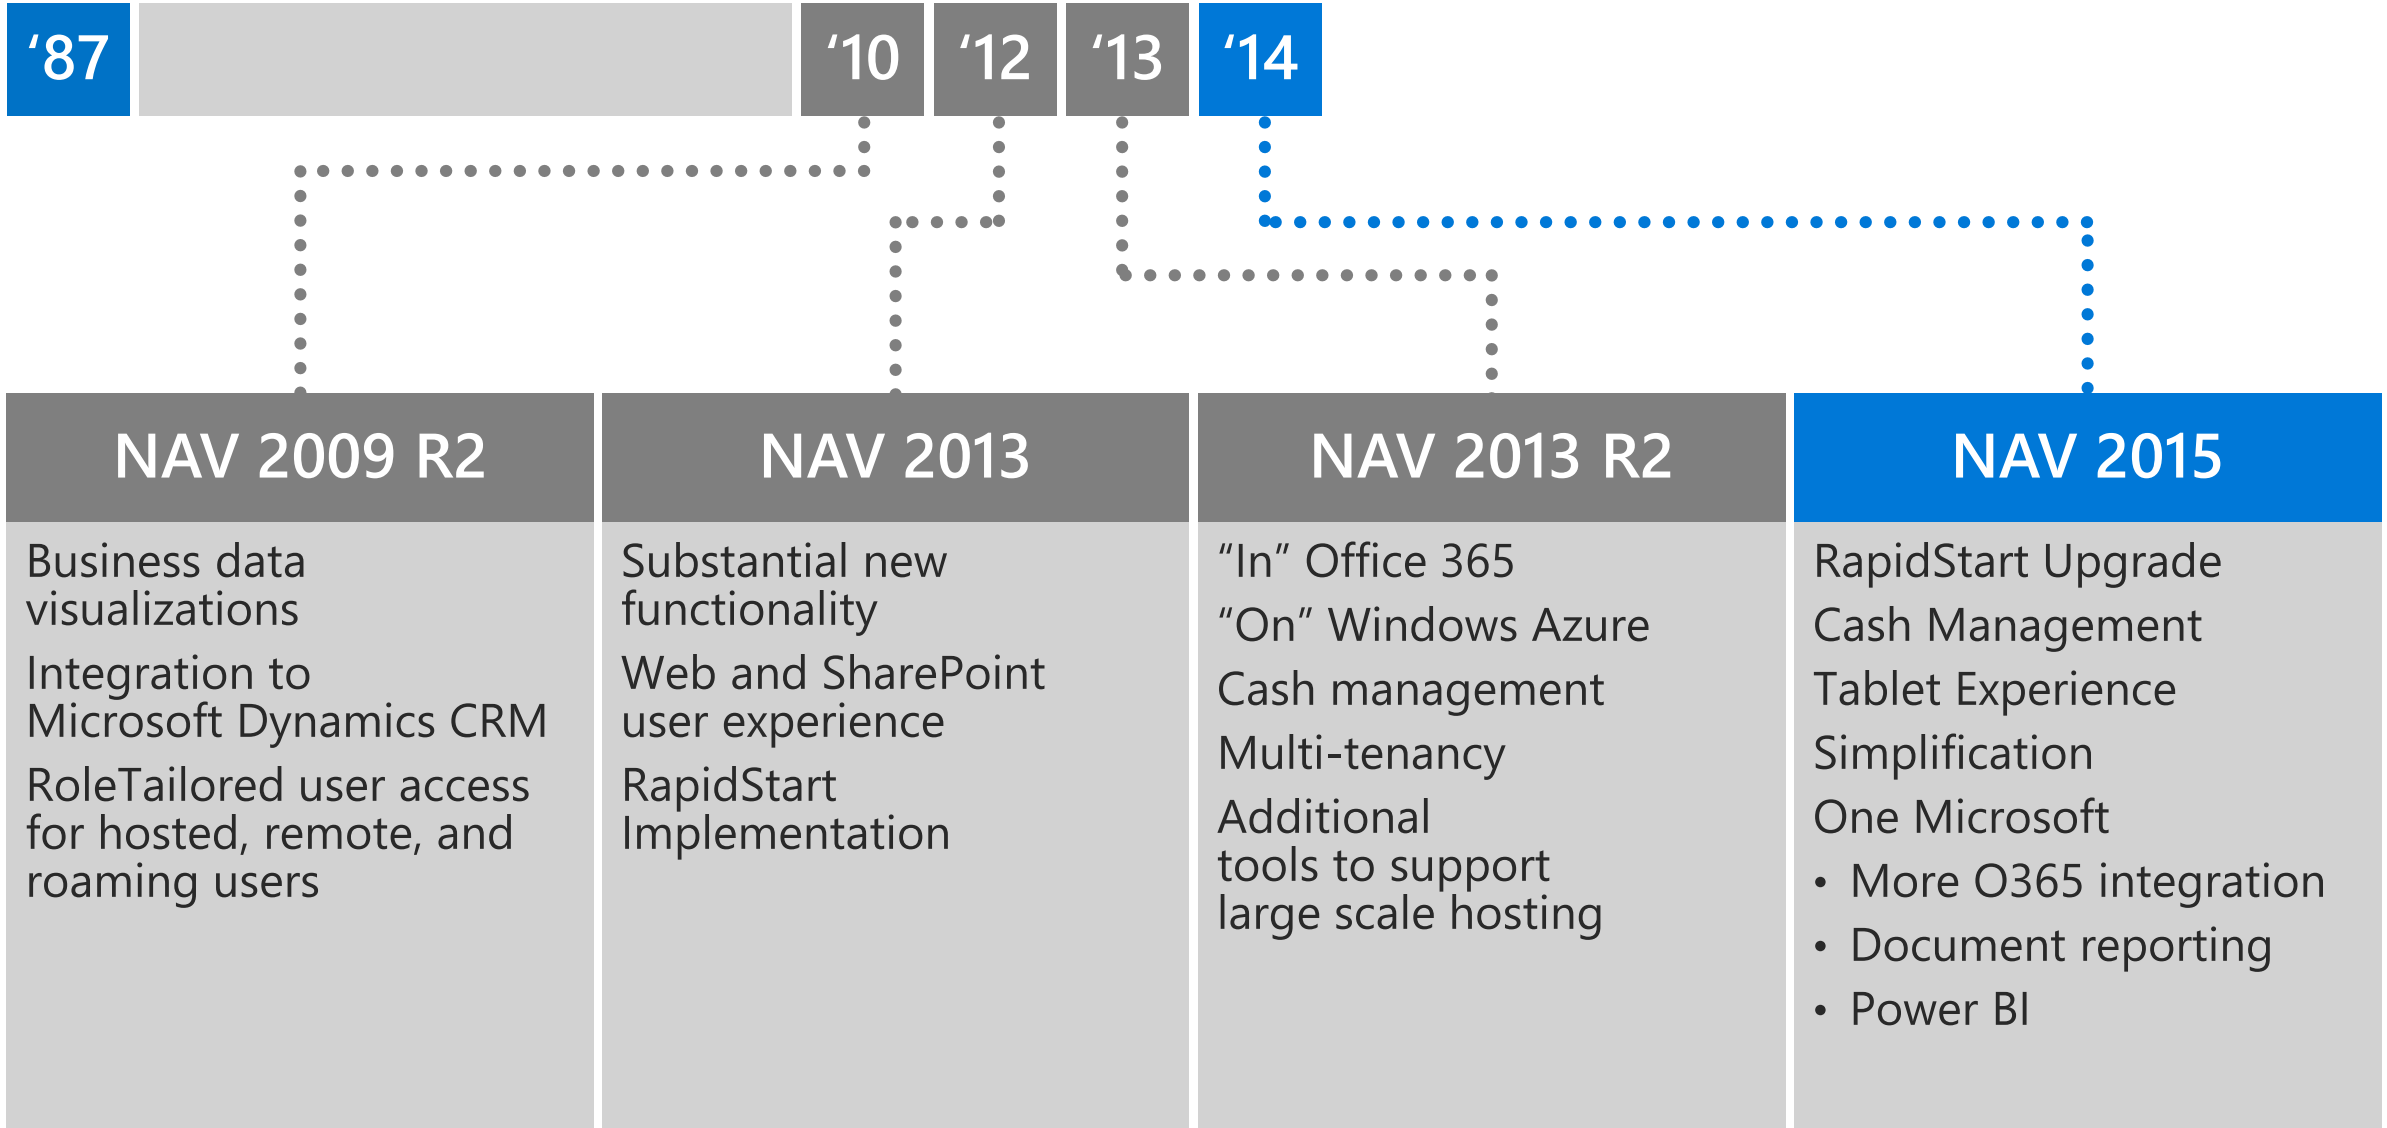 ‘87
‘10
‘12
‘13
‘14
NAV 2009 R2
Business data
visualizations
Integration to
Microsoft Dynamics CRM
RoleTailored user access
for hosted, remote, and
roaming users
NAV 2013
Substantial new
functionality
Web and SharePoint
user experience
RapidStart
Implementation
NAV 2013 R2
“In” Office 365
“On” Windows Azure
Cash management
Multi-tenancy
Additional
tools to support
large scale hosting
NAV 2015
RapidStart Upgrade
Cash Management
Tablet Experience
Simplification
One Microsoft
• More O365 integration
• Document reporting
• Power BI